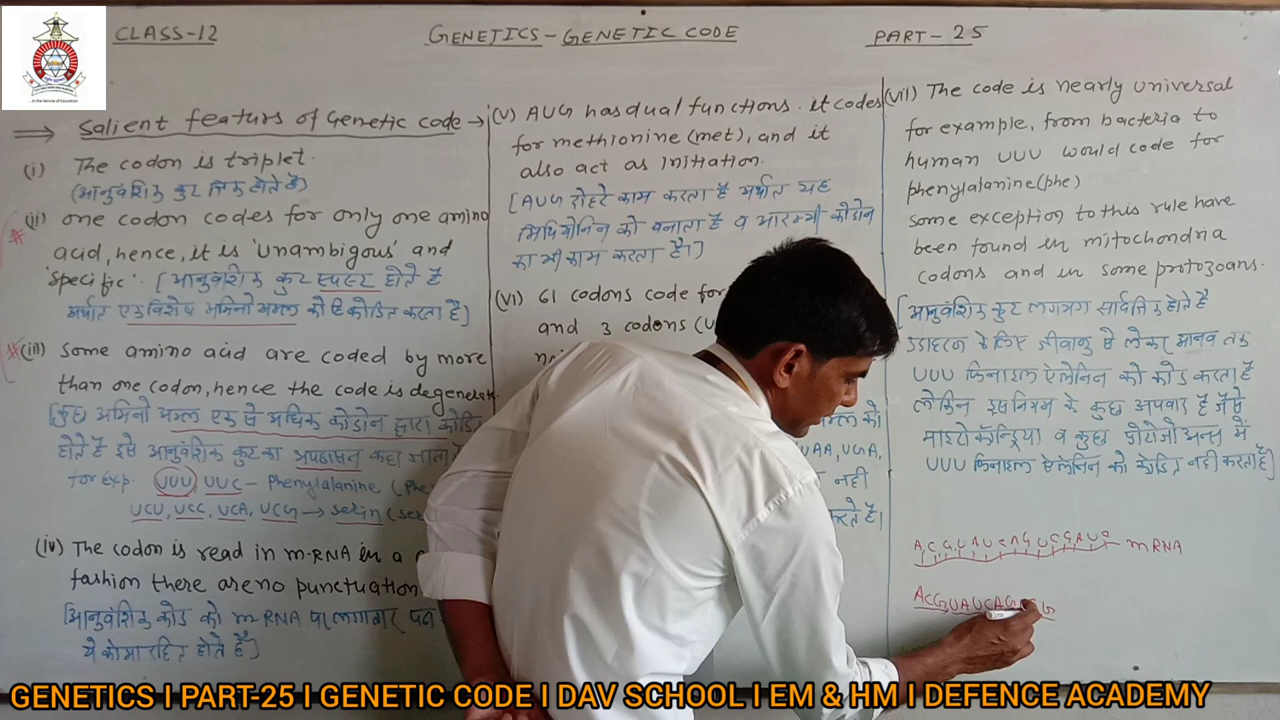 CLASS-12
GENETICS - GENETIC CODE
PART - 25
⇒ Salient featurs of Genetic code →
(i) The codon is triplet.
(आनुवंशिक कुट त्रिक होते है)
(ii) one codon codes for only one amino
acid, hence, it is 'unambigous' and
'specific'. [आनुवंशिक कुट स्पस्ट होते है
अर्थात एक विशेष अमिनो अम्ल को हि कोडित करता है]
(iii) Some amino acid are coded by more
than one codon, hence the code is degenerate.
[कुछ अमिनो अम्ल एक से अधिक कोडोन द्वारा कोडित
होते है इसे आनुवंशिक कुट का अपहासन कहा जाता
for exp. UUU, UUC - Phenylalanine (Phe
UCU, UCC, UCA, UCG → serin (ser
(iv) The codon is read in m-RNA in a
fashion there are no punctuation
[आनुवंशिक कोड को m-RNA पर लगातार
ये कोमा रहित होते है]
(v) AUG has dual functions. it codes
for methionine (met), and it
also act as initiation.
[AUG दोहरे काम करता है अर्थात यह
मिथियोनिन को बनाता है व प्रारम्भी कोडोन
का भी काम करता है।]
(vi) 61 codons code for
and 3 codons (U
अम्ल को
UAA, UGA,
नही
करते है।
(vii) The code is nearly universal
for example, from bacteria to
human UUU would code for
phenylalanine(phe)
some exception to this rule have
been found in mitochondria
codons and in some protozoans.
[आनुवंशिक कुट लगभग सार्वत्रिक होते है
उदाहरण के लिए जीवाणु से लेकर मानव तक
UUU फिनाइल ऐलेनिन को कोड करता है
लेकिन इस नियम के कुछ अपवाद है जैसे
माइटोकॉन्ड्रिया व कुछ प्रोटोजोअन्स में
UUU फिनाइल ऐलेनिन को कोडित नही करता है]
ACGUAUCAGUCGAUC mRNA
ACGUAUCAG
GENETICS I PART-25 I GENETIC CODE I DAV SCHOOL I EM & HM I DEFENCE ACADEMY